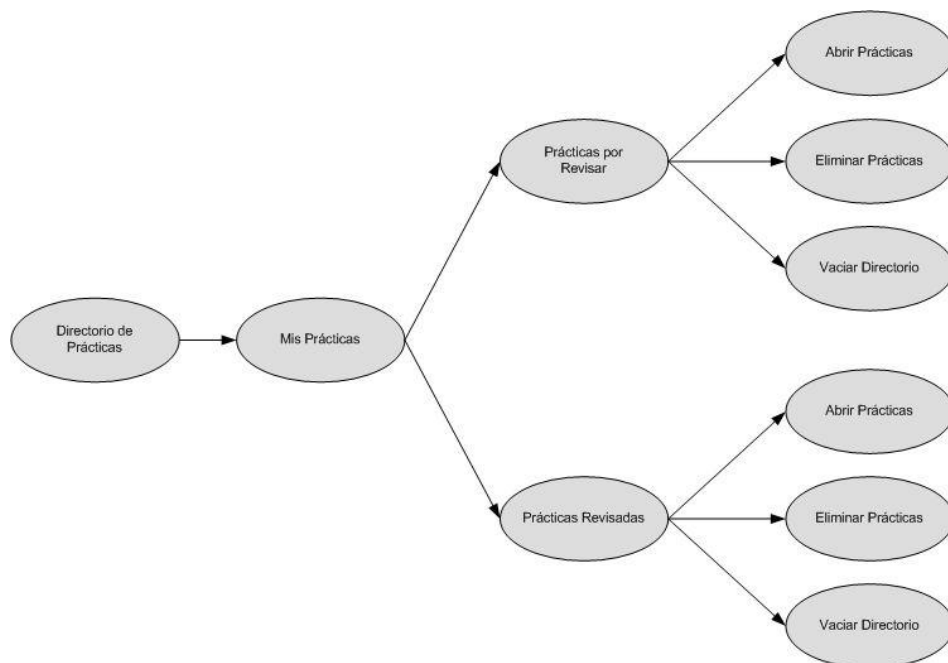 Abrir Prácticas
Prácticas por
Revisar
Eliminar Prácticas
Vaciar Directorio
Directorio de
Prácticas
Mis Prácticas
Abrir Prácticas
Prácticas Revisadas
Eliminar Prácticas
Vaciar Directorio